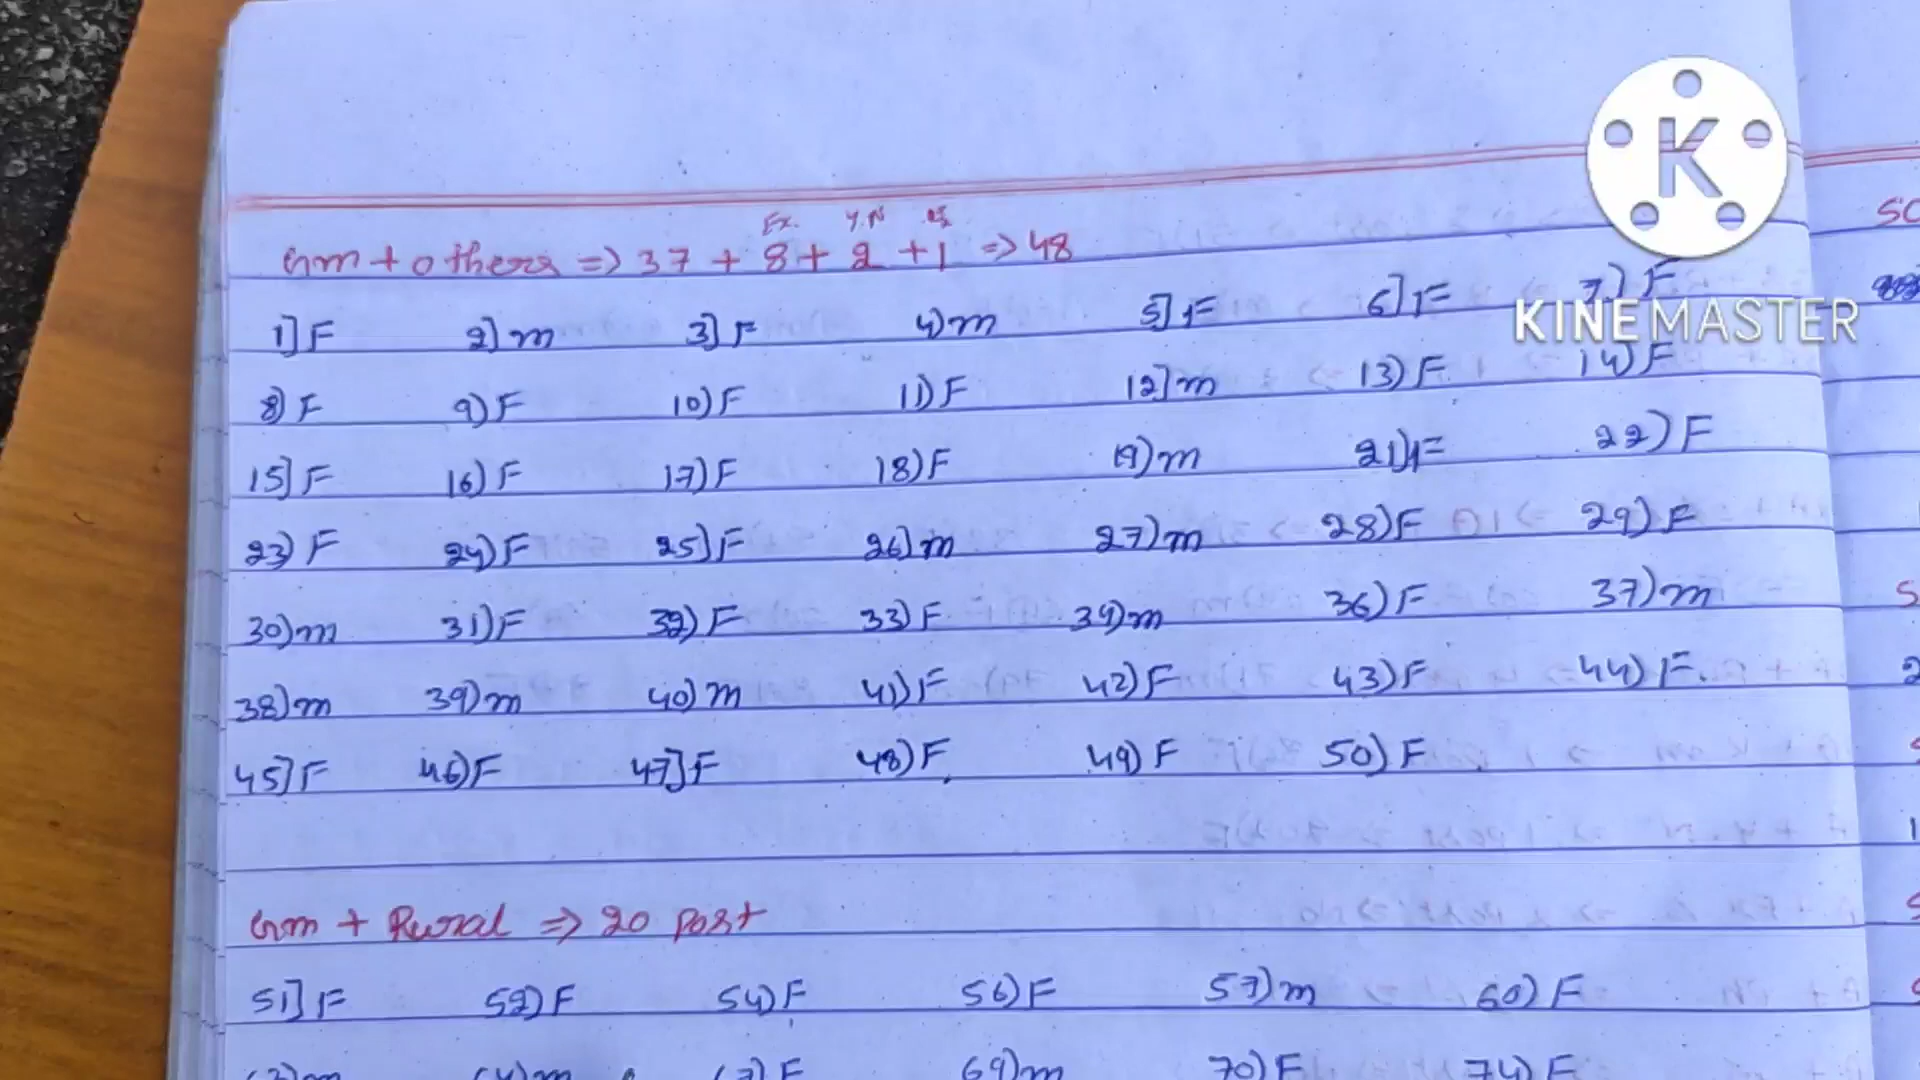 Ex. Y.N
Gm + others => 37 + 8 + 2 + 1 => 48
1] F 2) m 3] F 4) m 5] F 6] F 7) F
KINEMASTER
8) F 9) F 10) F 11) F 12] m 13) F 14) F
15] F 16) F 17) F 18) F 19) m 21) F 22) F
23) F 24) F 25] F 26) m 27) m 28) F 29) F
30) m 31) F 32) F 33) F 34) m 36) F 37) m
38) m 39) m 40) m 41) F 42) F 43) F 44) F.
45] F 46) F 47] F 48) F 49) F 50) F
Gm + Rural => 20 post
51] F 52) F 54) F 56) F 57) m 60) F
69) m 70) F 74) F
SC